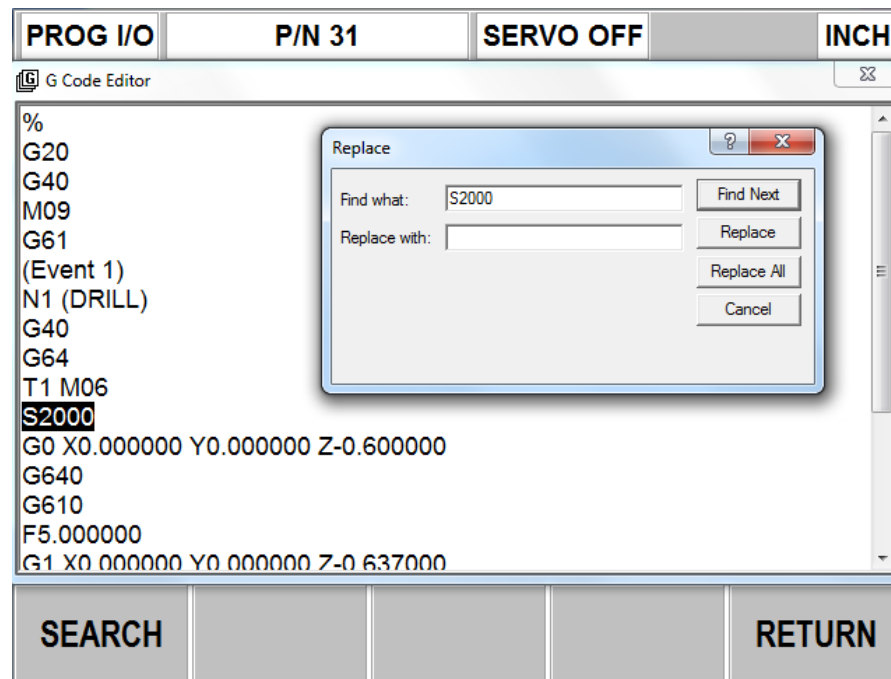 PROG I/O P/N 31 SERVO OFF INCH
G Code Editor
%
G20
G40
M09
G61
(Event 1)
N1 (DRILL)
G40
G64
T1 M06
S2000
G0 X0.000000 Y0.000000 Z-0.600000
G640
G610
F5.000000
G1 X0.000000 Y0.000000 Z-0.637000
Replace
Find what: S2000 Find Next
Replace with: Replace
Replace All
Cancel
SEARCH RETURN